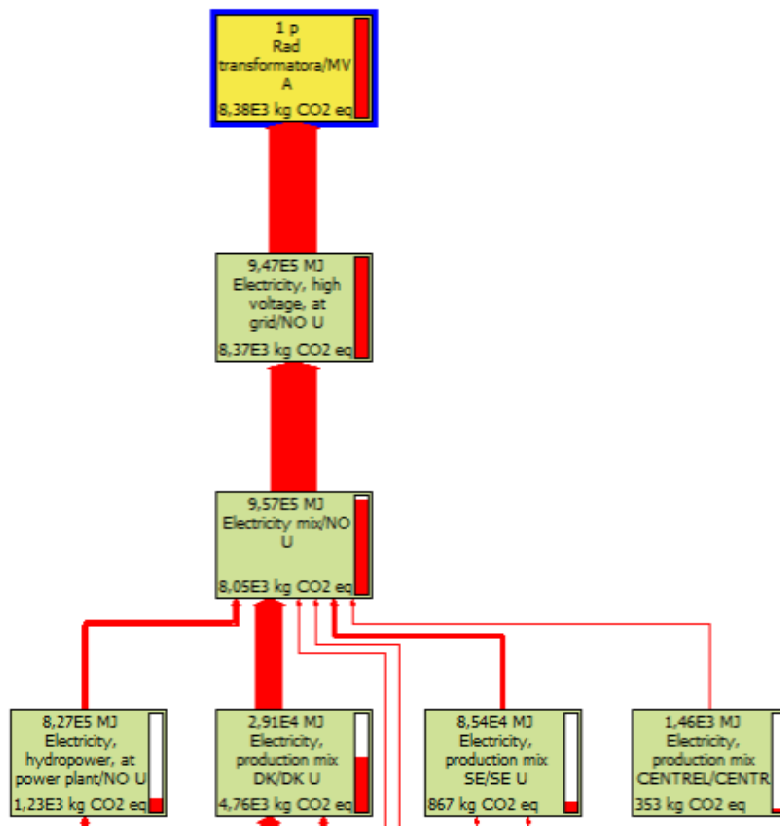 1 p
Rad
transformatora/MV
A
8,38E3 kg CO2 eq
9,47E5 MJ
Electricity, high
voltage, at
grid/NO U
8,37E3 kg CO2 eq
9,57E5 MJ
Electricity mix/NO
U
8,05E3 kg CO2 eq
8,27E5 MJ
Electricity,
hydropower, at
power plant/NO U
1,23E3 kg CO2 eq
2,91E4 MJ
Electricity,
production mix
DK/DK U
4,76E3 kg CO2 eq
8,54E4 MJ
Electricity,
production mix
SE/SE U
867 kg CO2 eq
1,46E3 MJ
Electricity,
production mix
CENTREL/CENTR
353 kg CO2 eq